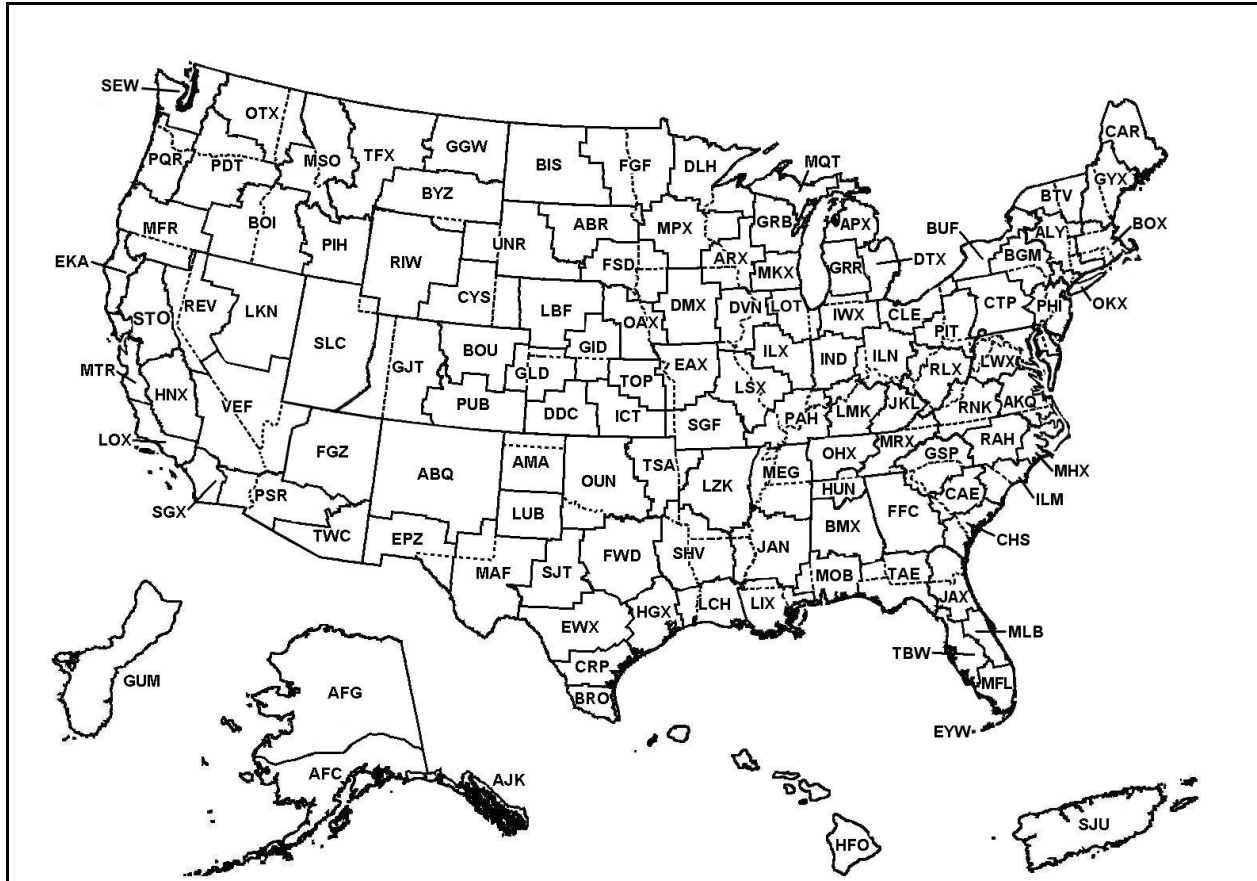 SEW
OTX
CAR
PQR
PDT
MSO
TFX
GGW
BIS
FGF
DLH
MQT
GYX
BTV
BYZ
MFR
BOI
PIH
ABR
MPX
GRB
APX
BUF
ALY
BOX
UNR
EKA
RIW
FSD
ARX
MKX
GRR
DTX
BGM
STO
REV
LKN
CYS
LBF
DMX
DVN
LOT
IWX
CLE
CTP
PHI
OKX
OAX
SLC
GJT
BOU
GID
PIT
MTR
HNX
VEF
GLD
TOP
EAX
ILX
IND
ILN
RLX
LWX
PUB
DDC
ICT
LSX
LOX
SGF
PAH
LMK
JKL
RNK
AKQ
FGZ
ABQ
AMA
OUN
TSA
OHX
MRX
GSP
RAH
MHX
SGX
PSR
LZK
MEG
HUN
CAE
ILM
TWC
EPZ
LUB
BMX
FFC
CHS
MAF
SJT
FWD
SHV
JAN
MOB
TAE
JAX
EWX
HGX
LCH
LIX
MLB
TBW
GUM
CRP
MFL
AFG
BRO
EYW
AFC
AJK
HFO
SJU